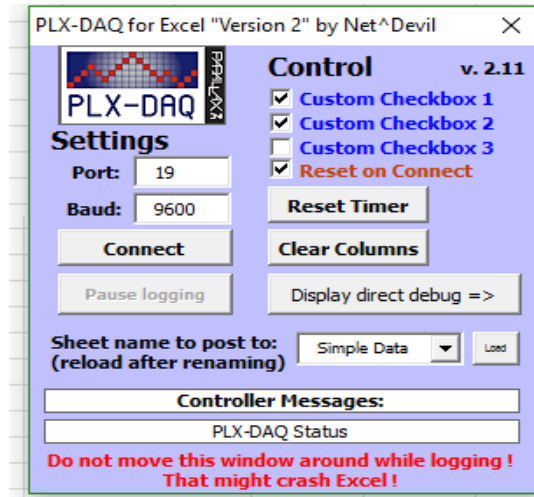 PLX-DAQ for Excel "Version 2" by Net^Devil
PLX-DAQ
PARALLAX
Control v. 2.11
Custom Checkbox 1
Custom Checkbox 2
Custom Checkbox 3
Reset on Connect
Settings
Port: 19
Baud: 9600
Reset Timer
Connect
Clear Columns
Pause logging
Display direct debug =>
Sheet name to post to:
(reload after renaming)
Simple Data
Load
Controller Messages:
PLX-DAQ Status
Do not move this window around while logging !
That might crash Excel !